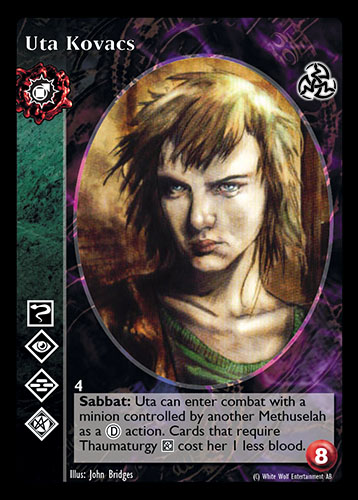 Uta Kovacs
4
Sabbat: Uta can enter combat with a
minion controlled by another Methuselah
as a D action. Cards that require
Thaumaturgy cost her 1 less blood.
8
Illus: John Bridges
(C) White Wolf Entertainment AB